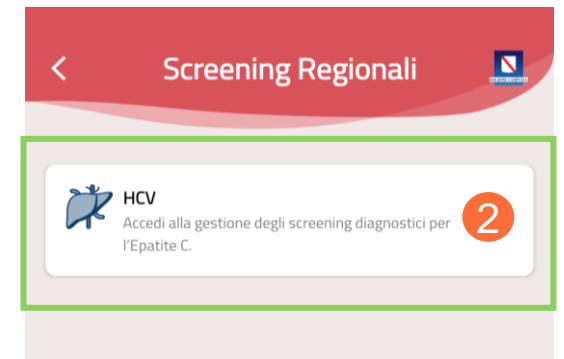 Screening Regionali
HCV
Accedi alla gestione degli screening diagnostici per
l'Epatite C.
2